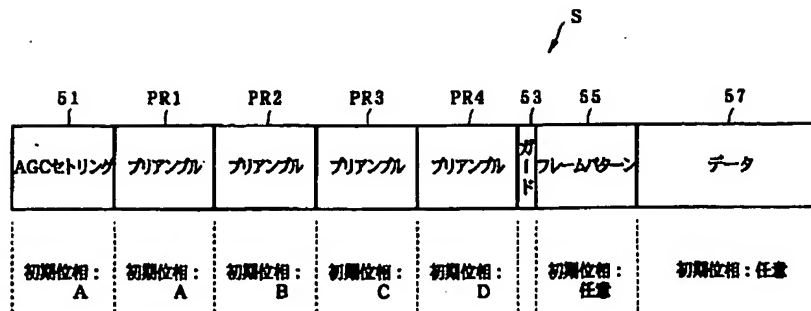 S
51 PR1 PR2 PR3 PR4 53 55 57
AGCセトリング プリアンブル プリアンブル プリアンブル プリアンブル ガード フレームパターン データ
初期位相: 初期位相: 初期位相: 初期位相: 初期位相: 初期位相: 初期位相:任意
A A B C D 任意